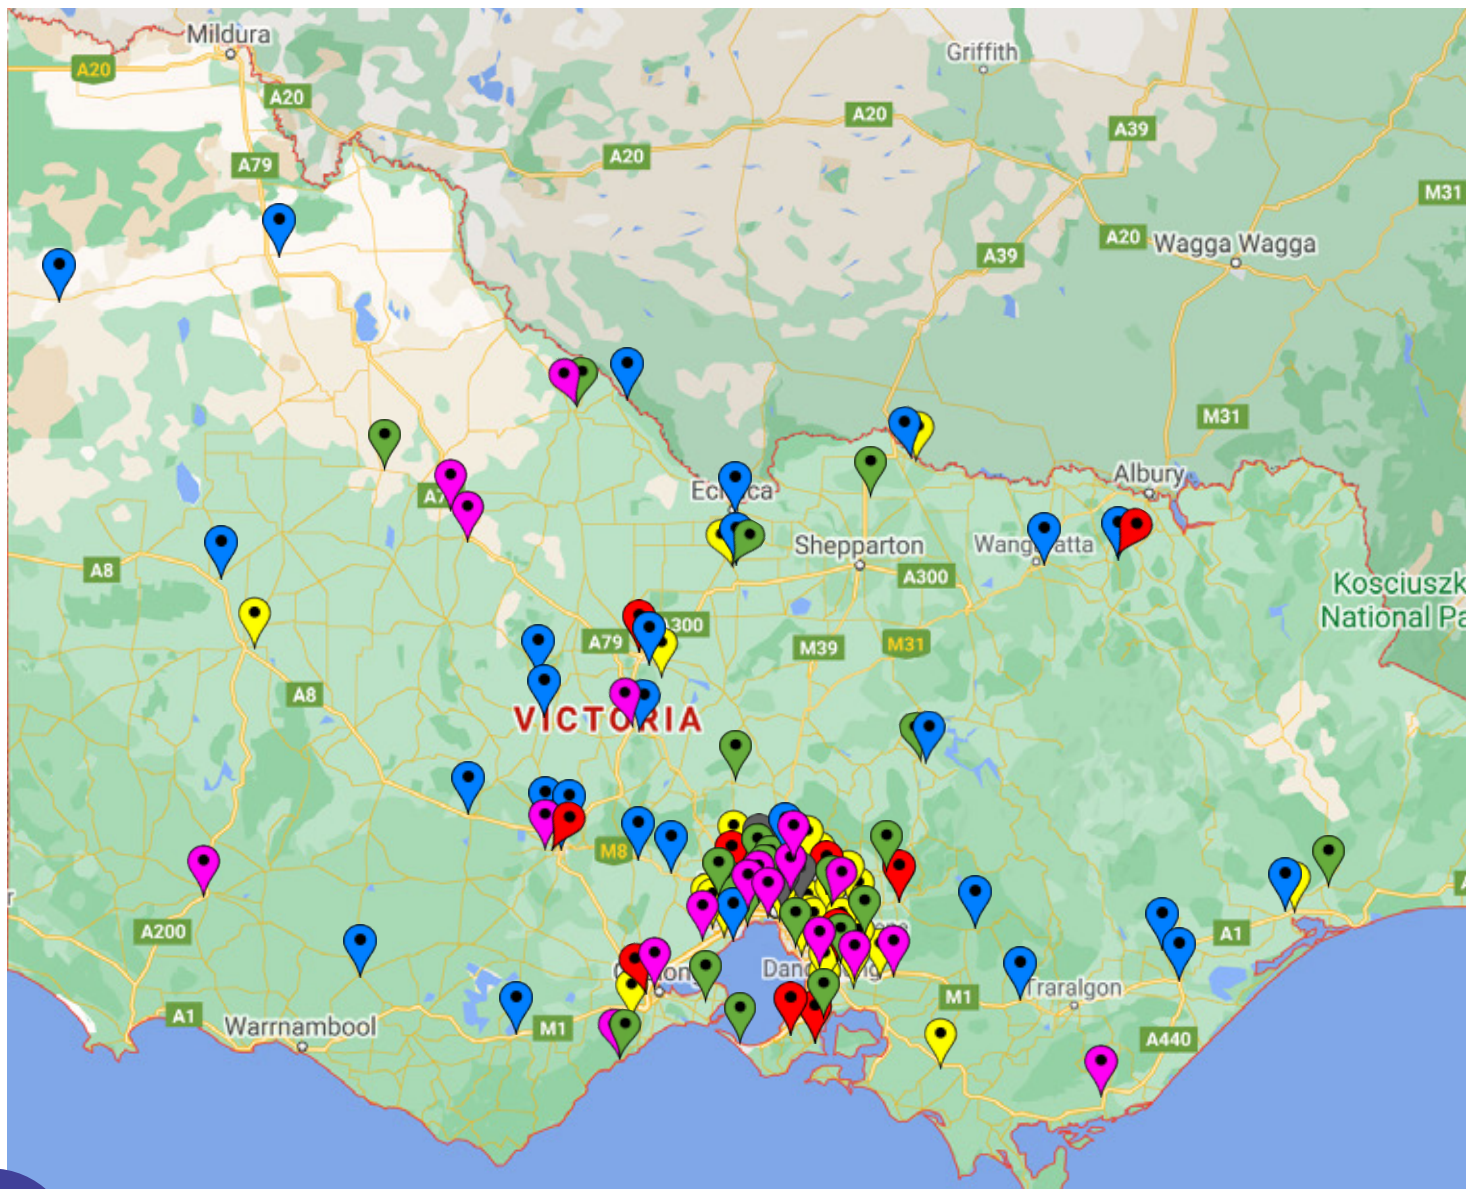 Mildura
Griffith
A20
A20
A20
A39
A20
A79
M31
A20
Wagga Wagga
A39
M31
Albury
Shepparton
A8
A300
Kosciuszk
National Pa
A300
A79
M39
M31
A8
VICTORIA
M8
A200
A1
Traralgon
M1
A1
Warrnambool
M1
A440